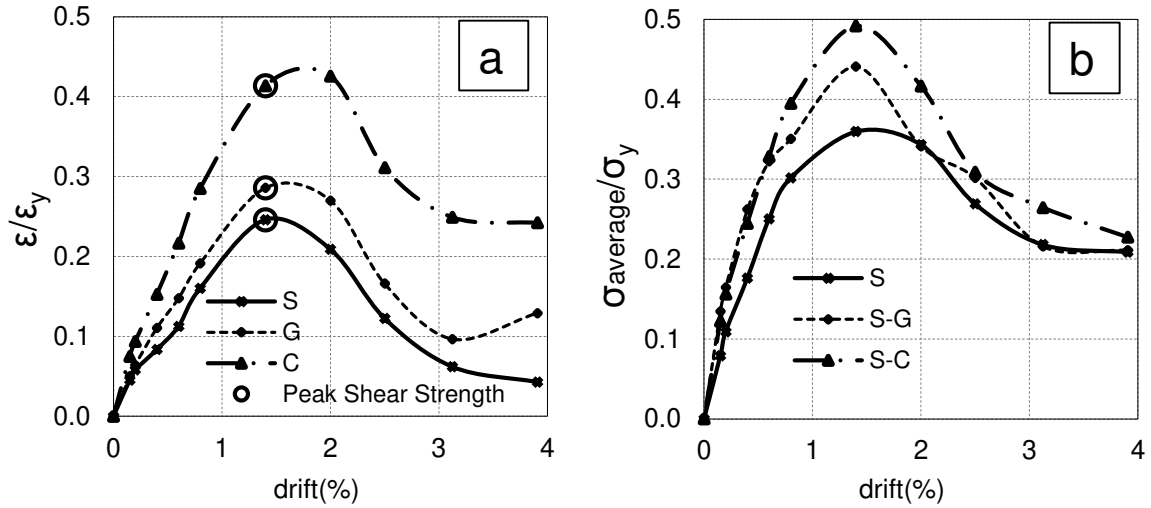 a
0.5
0.4
0.3
0.2
0.1
0.0
ε/ε_y
S
G
C
Peak Shear Strength
0 1 2 3 4
drift(%)
b
0.5
0.4
0.3
0.2
0.1
0.0
σaverage/σ_y
S
S-G
S-C
0 1 2 3 4
drift(%)